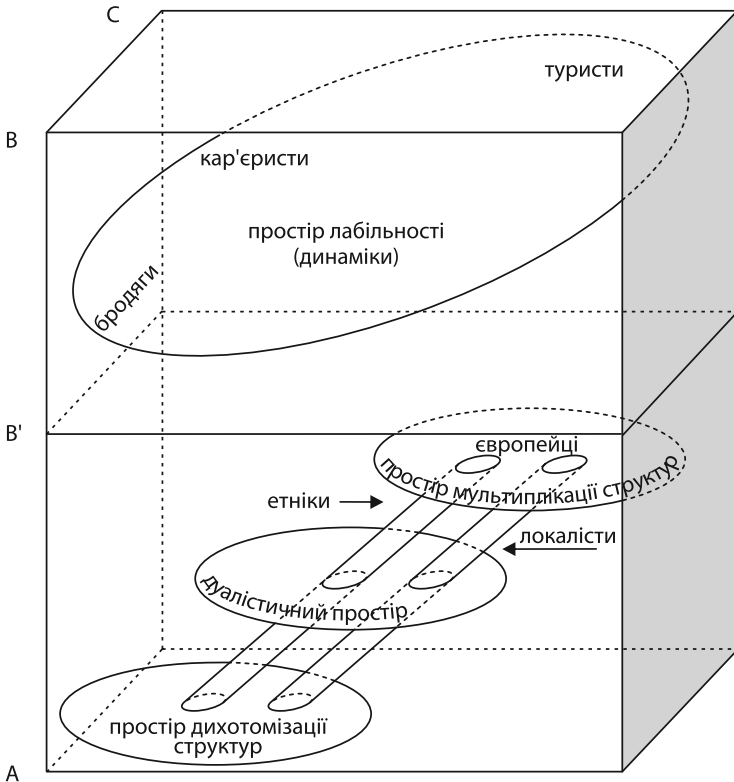 C
туристи
B
кар'єристи
простір лабільності
(динаміки)
бродяги
B'
європейці
простір мультиплікації структур
етніки
локалісти
дуалістичний простір
простір дихотомізації
структур
A